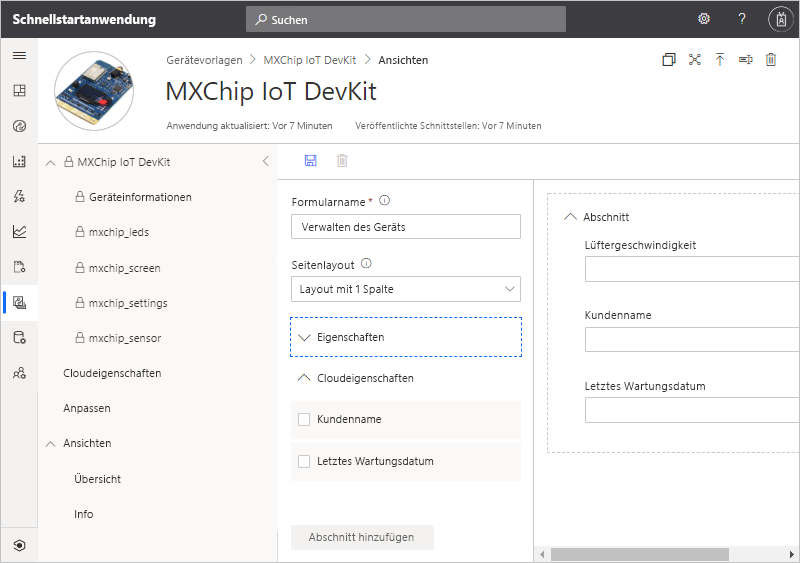 Schnellstartanwendung
Suchen
?
Gerätevorlagen > MXChip IoT DevKit > Ansichten
MXChip IoT DevKit
Anwendung aktualisiert: Vor 7 Minuten Veröffentlichte Schnittstellen: Vor 7 Minuten
MXChip IoT DevKit
Geräteinformationen
mxchip_leds
mxchip_screen
mxchip_settings
mxchip_sensor
Cloudeigenschaften
Anpassen
Ansichten
Übersicht
Info
Formularname *
Verwalten des Geräts
Seitenlayout
Layout mit 1 Spalte
Eigenschaften
Cloudeigenschaften
Kundenname
Letztes Wartungsdatum
Abschnitt hinzufügen
Abschnitt
Lüftergeschwindigkeit
Kundenname
Letztes Wartungsdatum